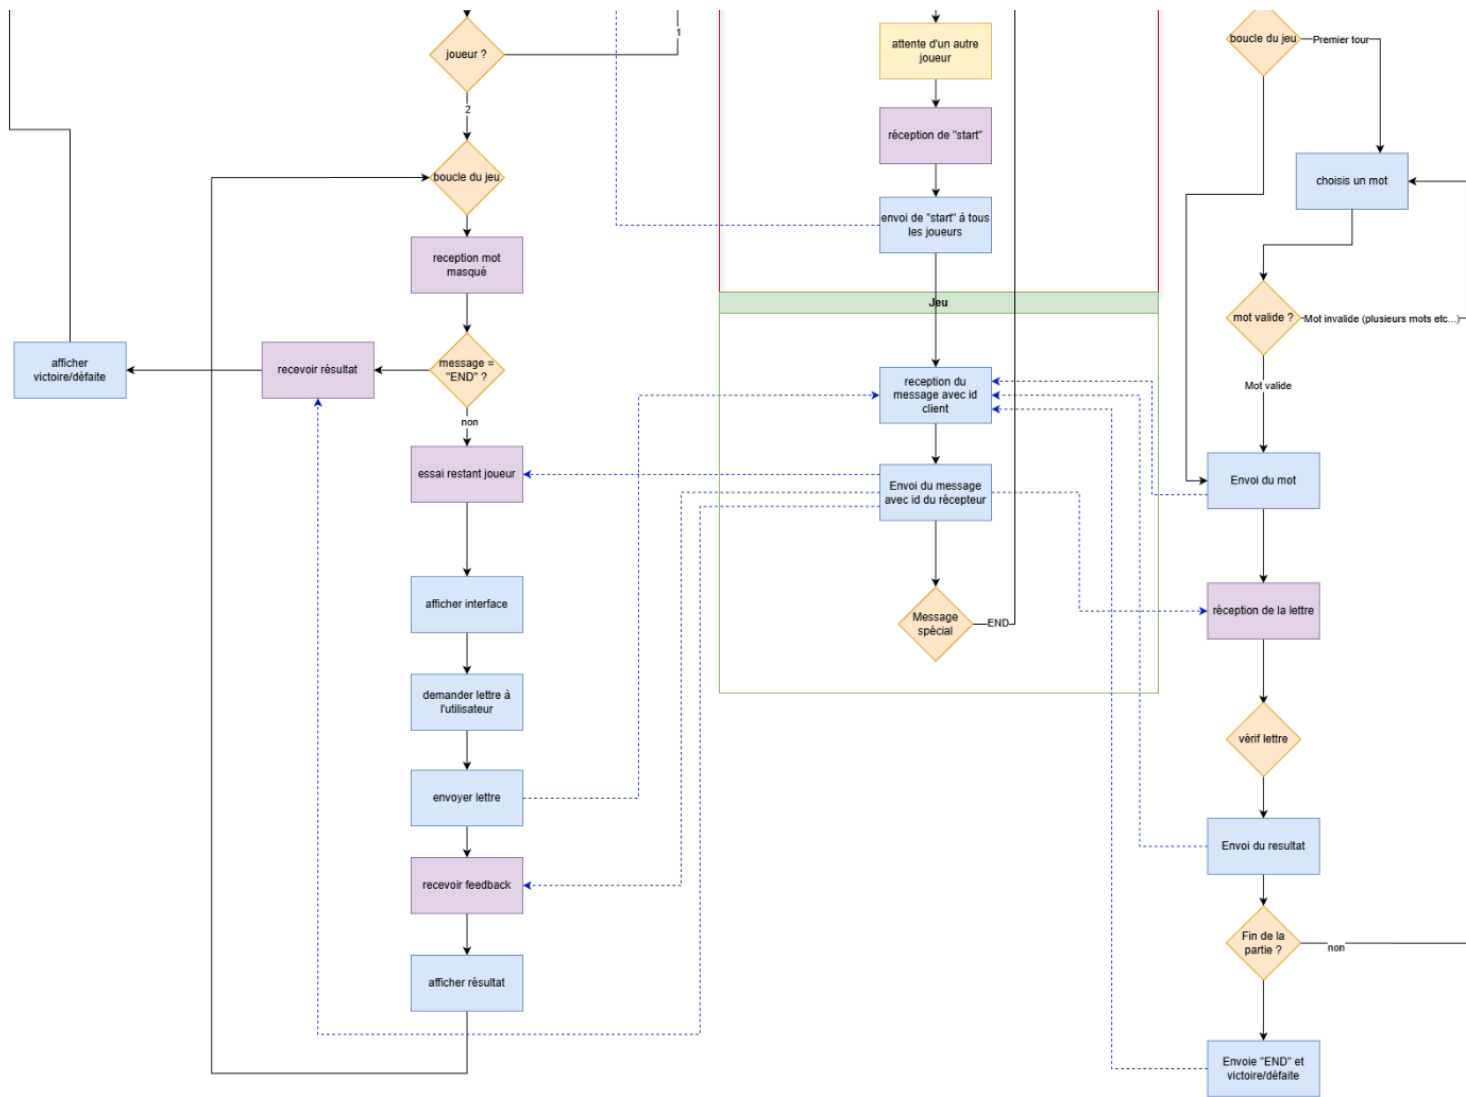 joueur ?
1
2
boucle du jeu
reception mot
masqué
message =
"END" ?
recevoir résultat
afficher
victoire/défaite
non
essai restant joueur
afficher interface
demander lettre à
l'utilisateur
envoyer lettre
recevoir feedback
afficher résultat
attente d'un autre
joueur
réception de "start"
envoi de "start" à tous
les joueurs
Jeu
reception du
message avec id
client
Envoi du message
avec id du récepteur
Message
spécial
END
boucle du jeu
Premier tour
choisis un mot
mot valide ?
Mot invalide (plusieurs mots etc...)
Mot valide
Envoi du mot
réception de la lettre
vérif lettre
Envoi du resultat
Fin de la
partie ?
non
Envoie "END" et
victoire/défaite